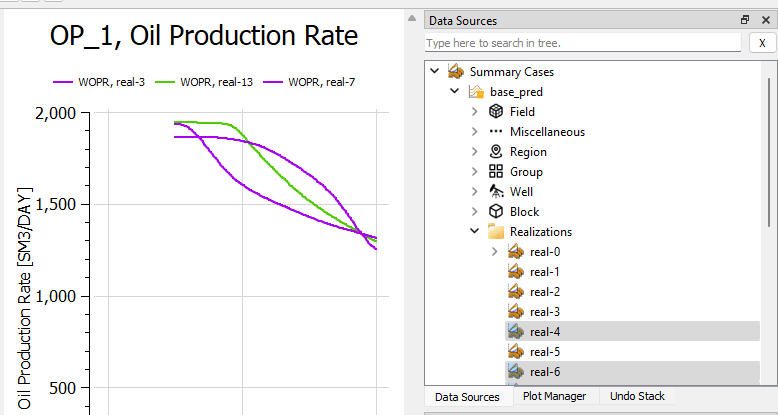 OP_1, Oil Production Rate
WOPR, real-3 WOPR, real-13 WOPR, real-7
2,000
1,500
1,000
500
Oil Production Rate [SM3/DAY]
Data Sources
Type here to search in tree.
X
Summary Cases
base_pred
Field
Miscellaneous
Region
Group
Well
Block
Realizations
real-0
real-1
real-2
real-3
real-4
real-5
real-6
Data Sources Plot Manager Undo Stack